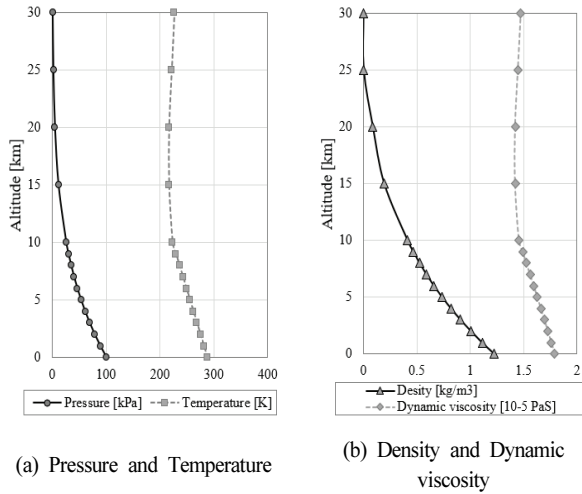 30
25
20
15
10
5
0
Altitude [km]
0 100 200 300 400
Pressure [kPa] Temperature [K]
(a) Pressure and Temperature
30
25
20
15
10
5
0
Altitude [km]
0 0.5 1 1.5 2
Desity [kg/m3]
Dynamic viscosity [10-5 PaS]
(b) Density and Dynamic
viscosity